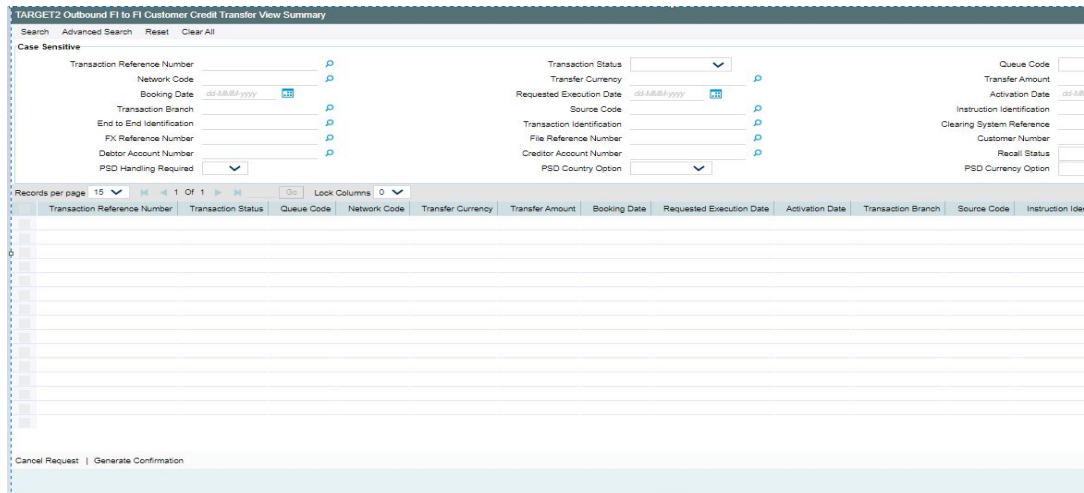 TARGET2 Outbound FI to FI Customer Credit Transfer View Summary
Search Advanced Search Reset Clear All
Case Sensitive
Transaction Reference Number Transaction Status Queue Code
Network Code Transfer Currency Transfer Amount
Booking Date dd-MMM-yyyy Requested Execution Date dd-MMM-yyyy Activation Date dd-MM
Transaction Branch Source Code Instruction Identification
End to End Identification Transaction Identification Clearing System Reference
FX Reference Number File Reference Number Customer Number
Debtor Account Number Creditor Account Number Recall Status
PSD Handling Required PSD Country Option PSD Currency Option
Records per page 15 1 Of 1 Go Lock Columns 0
Transaction Reference Number Transaction Status Queue Code Network Code Transfer Currency Transfer Amount Booking Date Requested Execution Date Activation Date Transaction Branch Source Code Instruction Ide
Cancel Request | Generate Confirmation